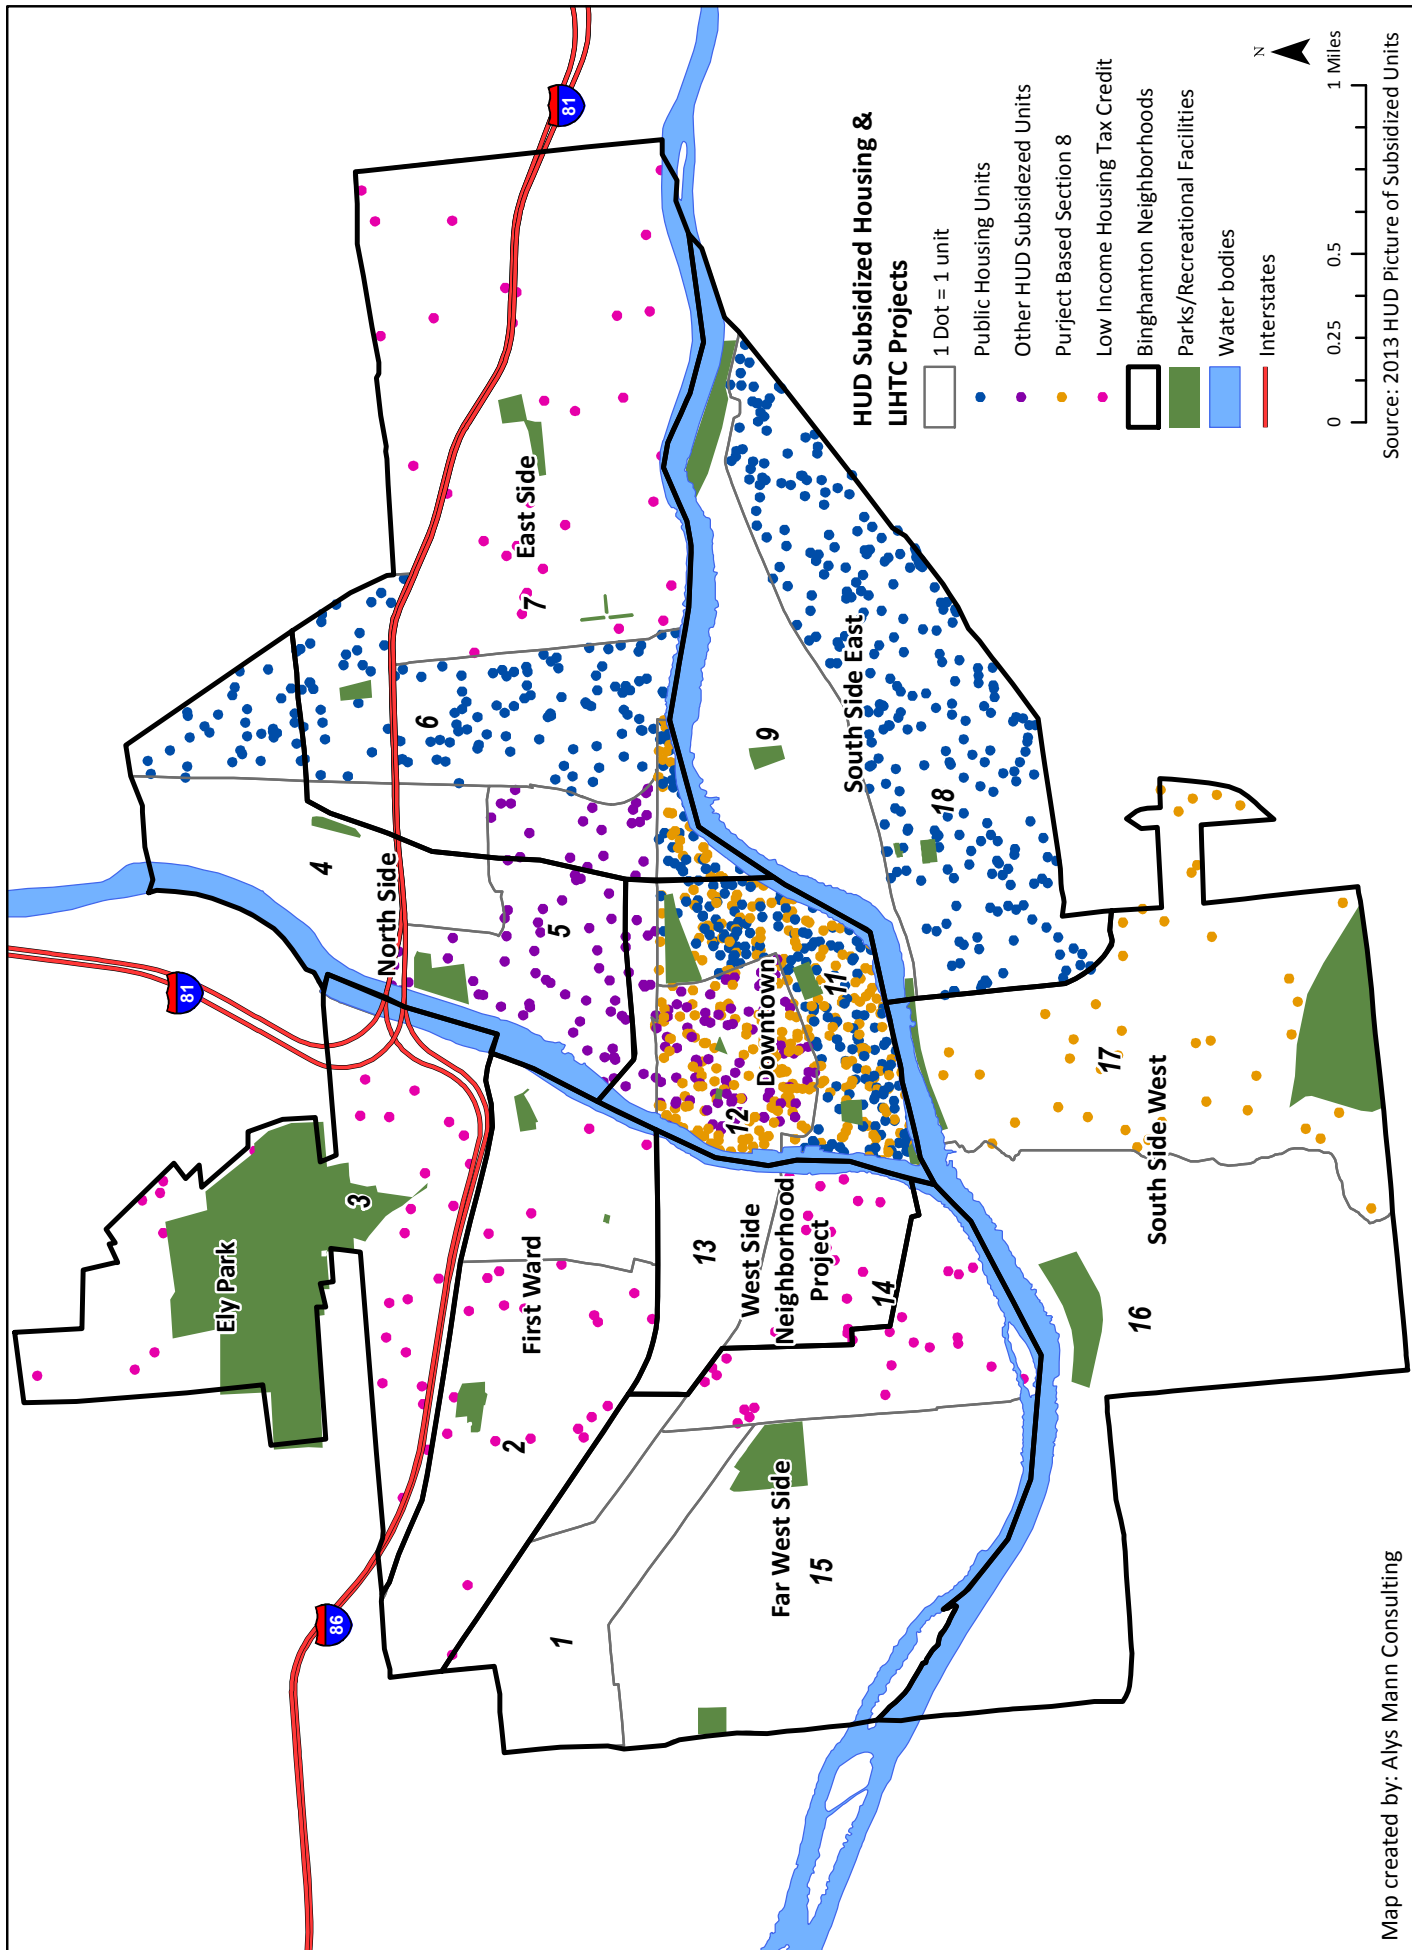 81
81
86
Ely Park
3
4
North Side
5
6
7
East Side
First Ward
2
1
Downtown
12
11
13
West Side
Neighborhood
Project
14
Far West Side
15
9
South Side East
18
17
South Side West
16
HUD Subsidized Housing &
LIHTC Projects
1 Dot = 1 unit
Public Housing Units
Other HUD Subsidezed Units
Purject Based Section 8
Low Income Housing Tax Credit
Binghamton Neighborhoods
Parks/Recreational Facilities
Water bodies
Interstates
N
0 0.25 0.5 1 Miles
Source: 2013 HUD Picture of Subsidized Units
Map created by: Alys Mann Consulting